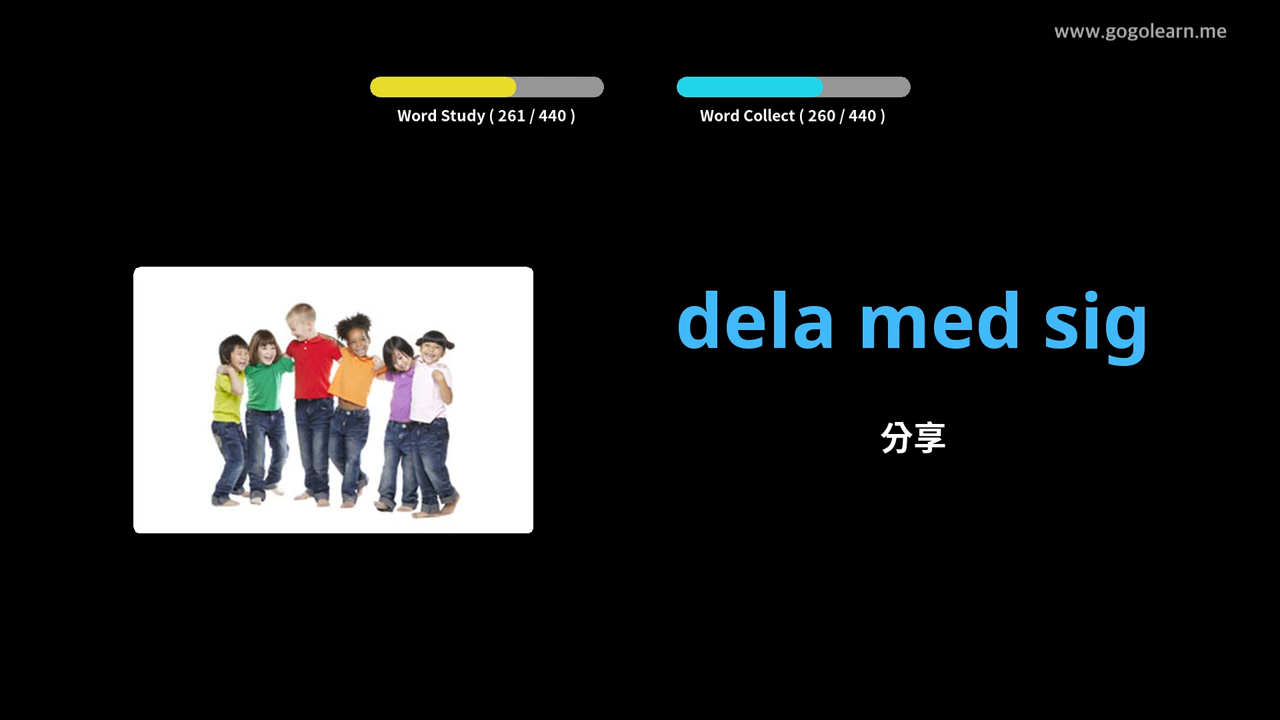 www.gogolearn.me
Word Study ( 261 / 440 )
Word Collect ( 260 / 440 )
dela med sig
分享